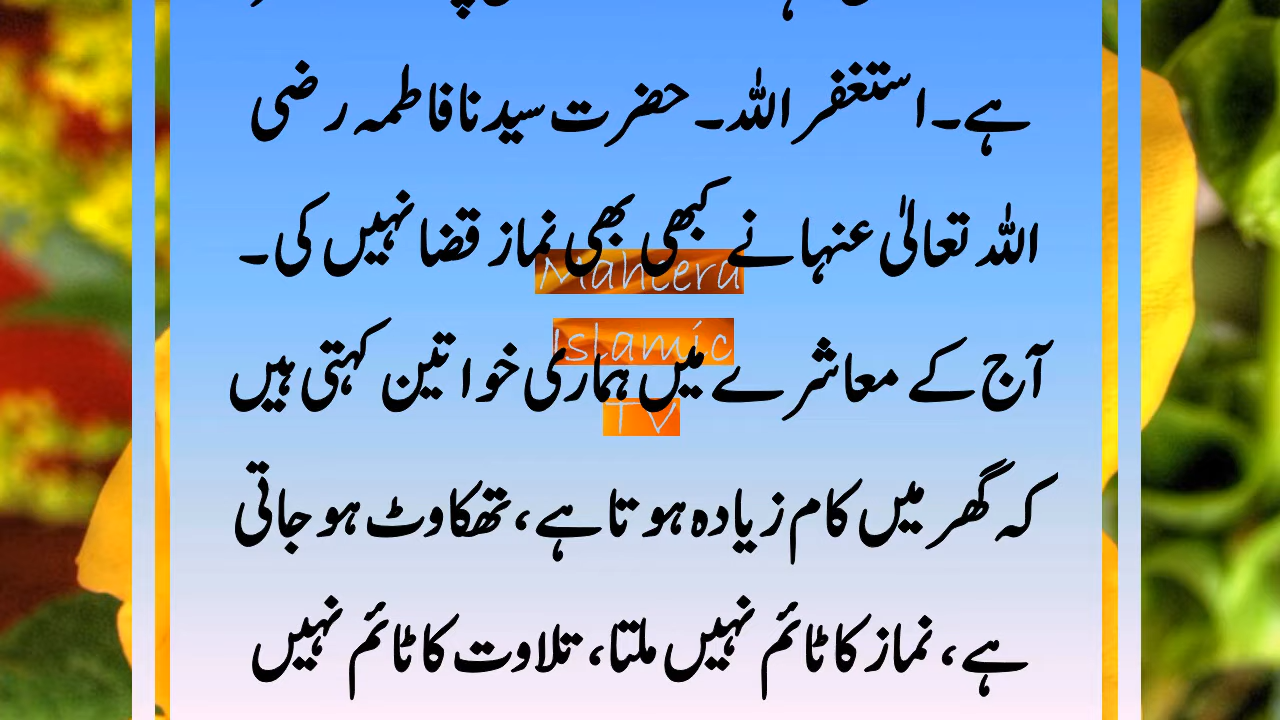 ہے۔استغفر اللہ۔حضرت سیدنا فاطمہ رضی
اللہ تعالیٰ عنہا نے کبھی بھی نماز قضا نہیں کی۔
Maheera
Islamic
TV
آج کے معاشرے میں ہماری خواتین کہتی ہیں
کہ گھر میں کام زیادہ ہوتا ہے، تھکاوٹ ہو جاتی
ہے، نماز کا ٹائم نہیں ملتا، تلاوت کا ٹائم نہیں